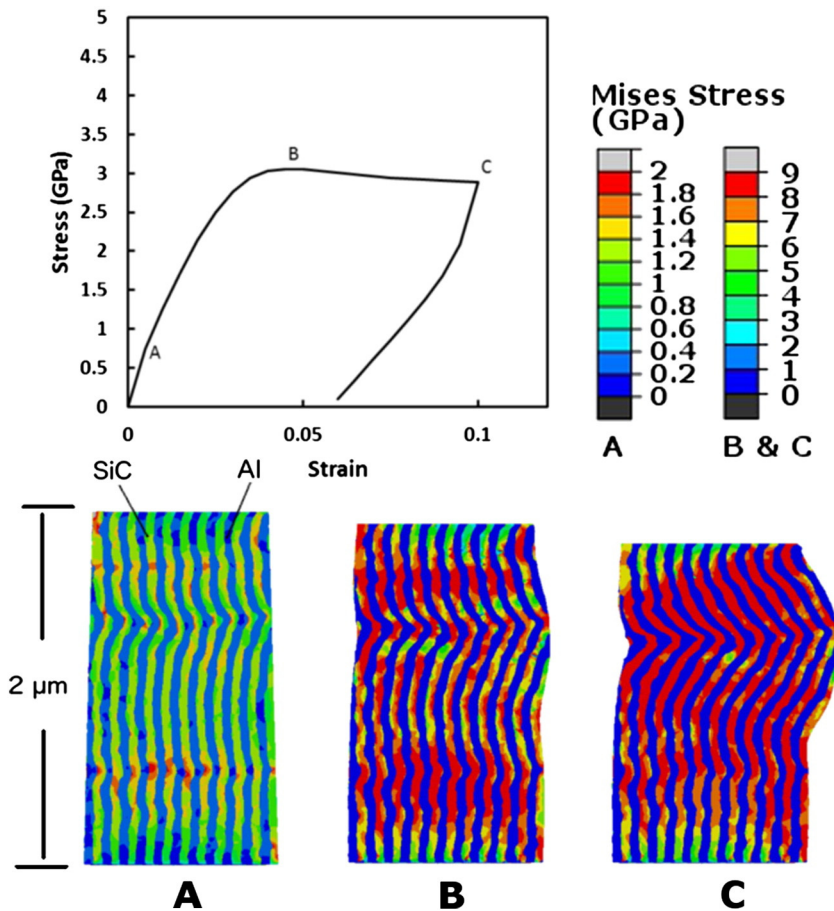 5
4.5
4
3.5
3
2.5
2
1.5
1
0.5
0
Stress (GPa)
A
B
C
0 0.05 0.1
Strain
Mises Stress
(GPa)
2
1.8
1.6
1.4
1.2
1
0.8
0.6
0.4
0.2
0
A
9
8
7
6
5
4
3
2
1
0
B & C
SiC Al
2 µm
A B C